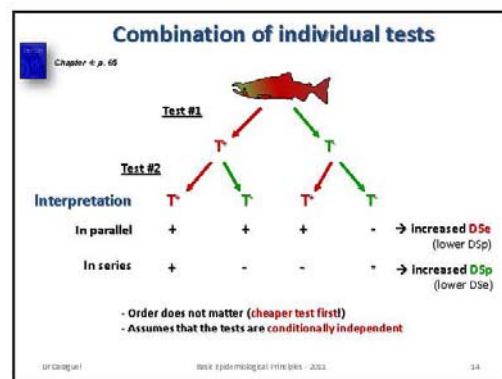 Combination of individual tests
Chapter 4: p. 65
Test #1
T+ T-
Test #2
Interpretation T+ T- T+ T-
In parallel + + + - → increased DSe
(lower DSp)
In series + - - - → increased DSp
(lower DSe)
- Order does not matter (cheaper test first!)
- Assumes that the tests are conditionally independent
Basic Epidemiological Principles - 2011 14